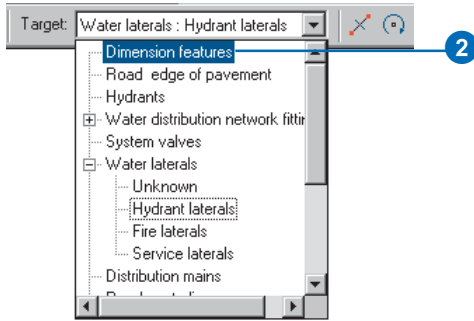 Target: Water laterals : Hydrant laterals
Dimension features
2
Road edge of pavement
Hydrants
Water distribution network
System valves
Water laterals
Unknown
Hydrant laterals
Fire laterals
Service laterals
Distribution mains